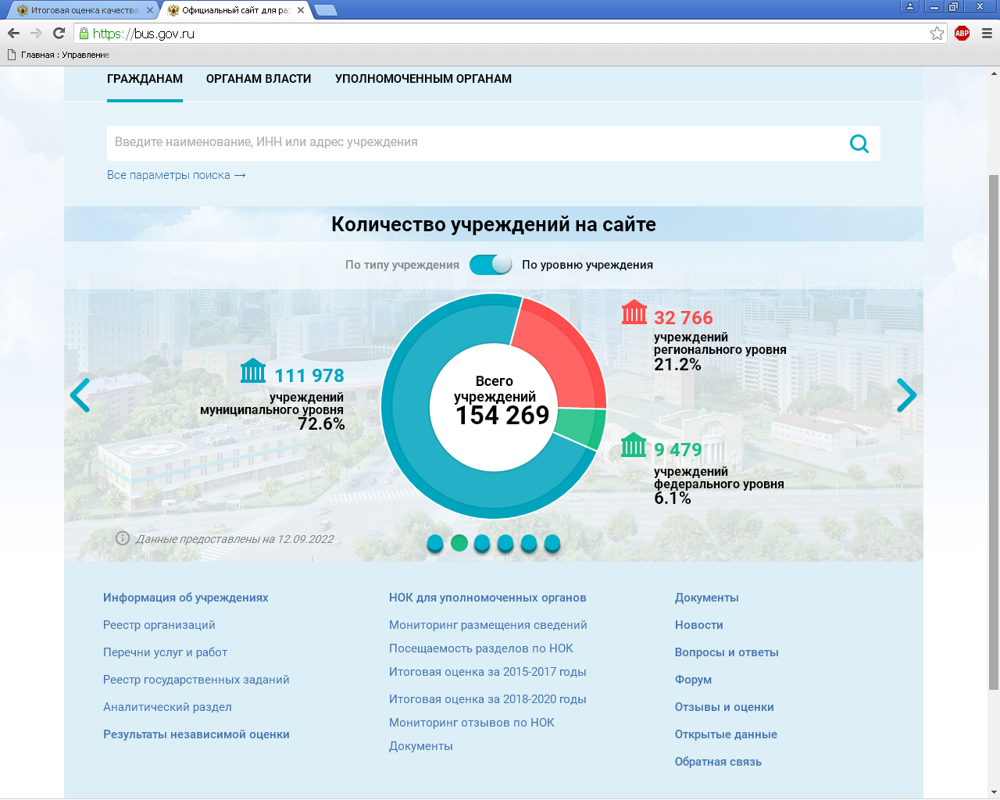 Итоговая оценка качества
Официальный сайт для раз
https://bus.gov.ru
ABP
Главная : Управление
ГРАЖДАНАМ
ОРГАНАМ ВЛАСТИ
УПОЛНОМОЧЕННЫМ ОРГАНАМ
Введите наименование, ИНН или адрес учреждения
Все параметры поиска →
Количество учреждений на сайте
По типу учреждения
По уровню учреждения
111 978
учреждений
муниципального уровня
72.6%
Всего
учреждений
154 269
32 766
учреждений
регионального уровня
21.2%
9 479
учреждений
федерального уровня
6.1%
Данные предоставлены на 12.09.2022
Информация об учреждениях
Реестр организаций
Перечни услуг и работ
Реестр государственных заданий
Аналитический раздел
Результаты независимой оценки
НОК для уполномоченных органов
Мониторинг размещения сведений
Посещаемость разделов по НОК
Итоговая оценка за 2015-2017 годы
Итоговая оценка за 2018-2020 годы
Мониторинг отзывов по НОК
Документы
Документы
Новости
Вопросы и ответы
Форум
Отзывы и оценки
Открытые данные
Обратная связь